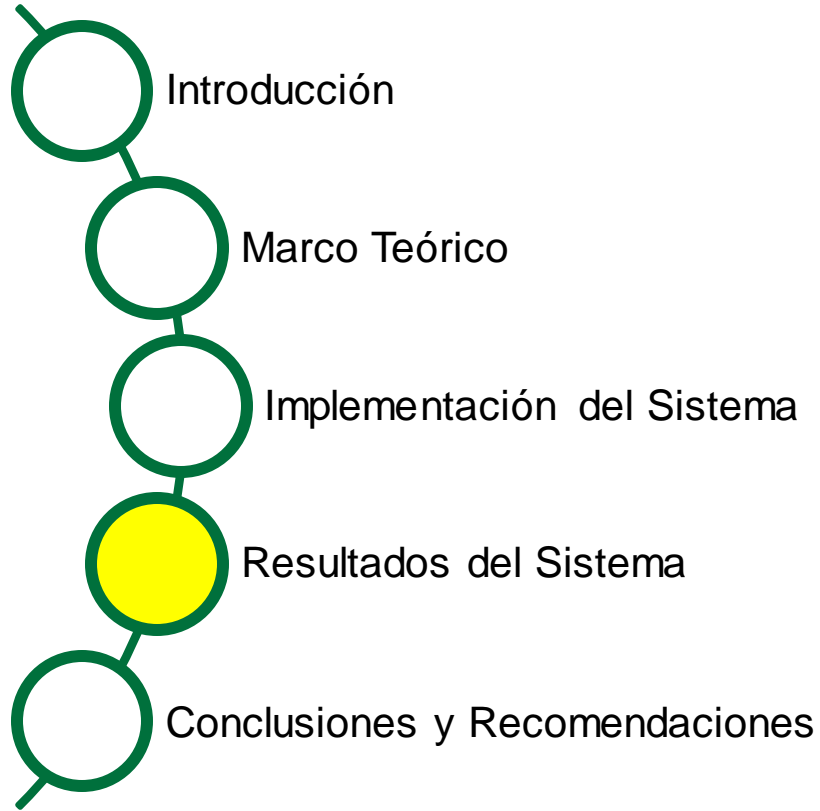 Introducción
Marco Teórico
Implementación del Sistema
Resultados del Sistema
Conclusiones y Recomendaciones